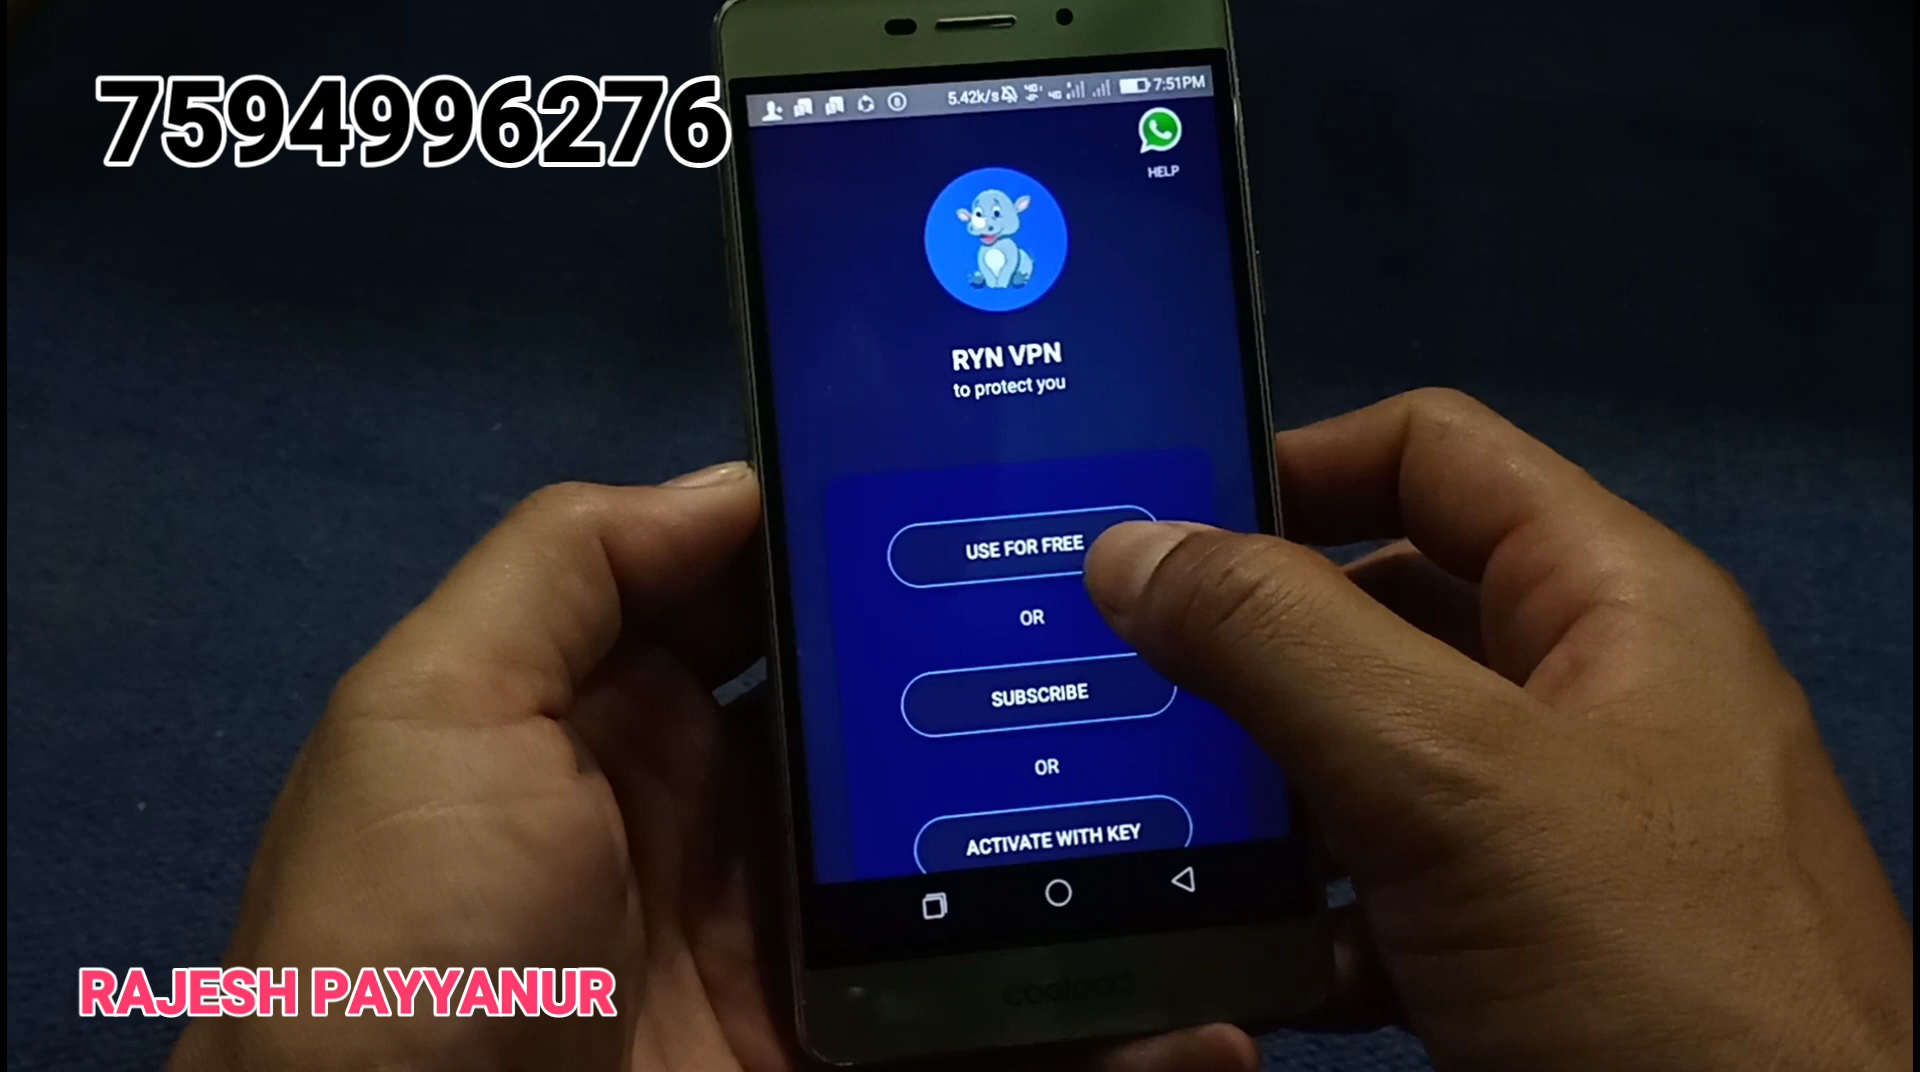 7594996276
5.42k/s 7:51PM
HELP
RYN VPN
to protect you
USE FOR FREE
OR
SUBSCRIBE
OR
ACTIVATE WITH KEY
coolpad
RAJESH PAYYANUR